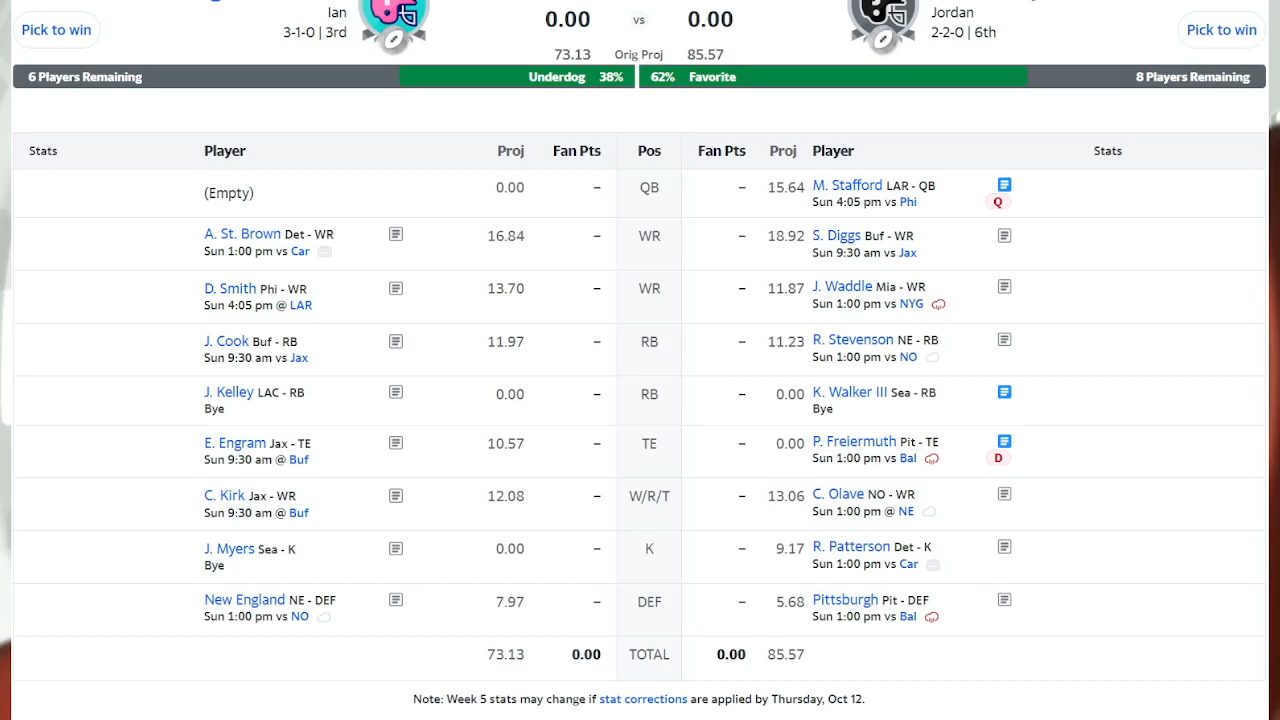 Ian
0.00 vs 0.00
Jordan
Pick to win
3-1-0 | 3rd
2-2-0 | 6th
Pick to win
73.13 Orig Proj 85.57
6 Players Remaining
Underdog 38%
62% Favorite
8 Players Remaining
Stats Player Proj Fan Pts Pos Fan Pts Proj Player Stats
(Empty) 0.00 – QB – 15.64 M. Stafford LAR - QB
Sun 4:05 pm vs Phi Q
A. St. Brown Det - WR 16.84 – WR – 18.92 S. Diggs Buf - WR
Sun 1:00 pm vs Car Sun 9:30 am vs Jax
D. Smith Phi - WR 13.70 – WR – 11.87 J. Waddle Mia - WR
Sun 4:05 pm @ LAR Sun 1:00 pm vs NYG
J. Cook Buf - RB 11.97 – RB – 11.23 R. Stevenson NE - RB
Sun 9:30 am vs Jax Sun 1:00 pm vs NO
J. Kelley LAC - RB 0.00 – RB – 0.00 K. Walker III Sea - RB
Bye Bye
E. Engram Jax - TE 10.57 – TE – 0.00 P. Freiermuth Pit - TE
Sun 9:30 am @ Buf Sun 1:00 pm vs Bal D
C. Kirk Jax - WR 12.08 – W/R/T – 13.06 C. Olave NO - WR
Sun 9:30 am @ Buf Sun 1:00 pm @ NE
J. Myers Sea - K 0.00 – K – 9.17 R. Patterson Det - K
Bye Sun 1:00 pm vs Car
New England NE - DEF 7.97 – DEF – 5.68 Pittsburgh Pit - DEF
Sun 1:00 pm vs NO Sun 1:00 pm vs Bal
73.13 0.00 TOTAL 0.00 85.57
Note: Week 5 stats may change if stat corrections are applied by Thursday, Oct 12.